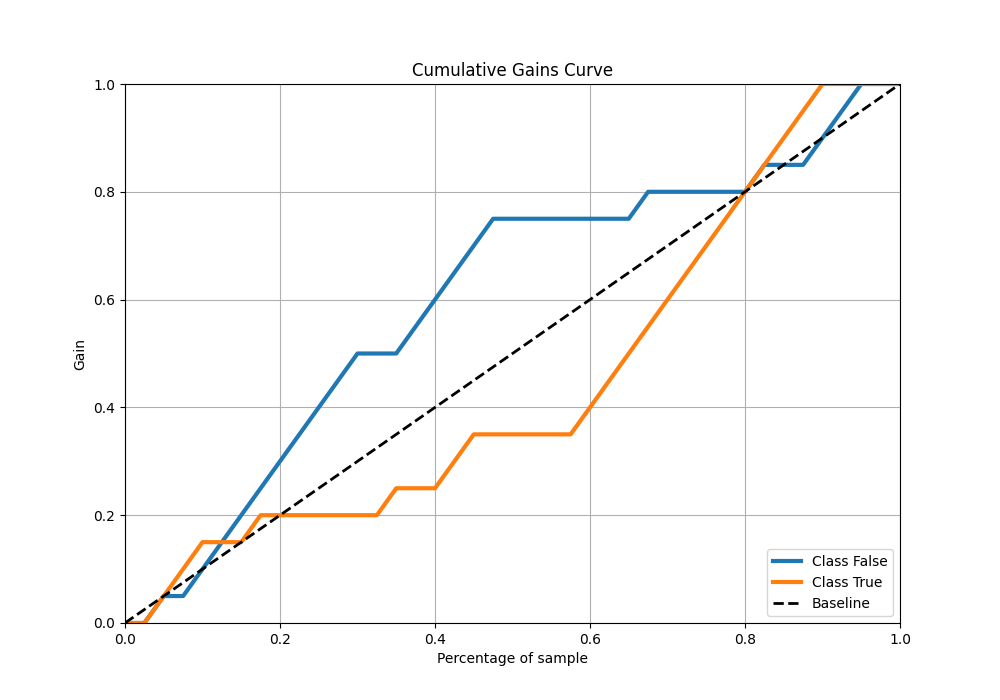 Cumulative Gains Curve
Gain
1.0
0.8
0.6
0.4
0.2
0.0
0.0 0.2 0.4 0.6 0.8 1.0
Percentage of sample
Class False
Class True
Baseline